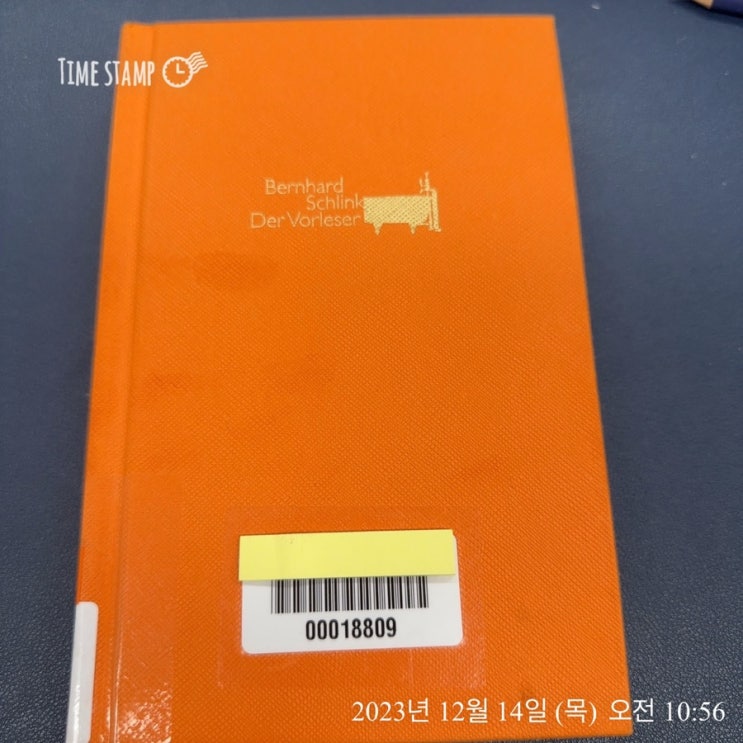 TIME STAMP
Bernhard
Schlink
Der Vorleser
00018809
2023년 12월 14일 (목) 오전 10:56